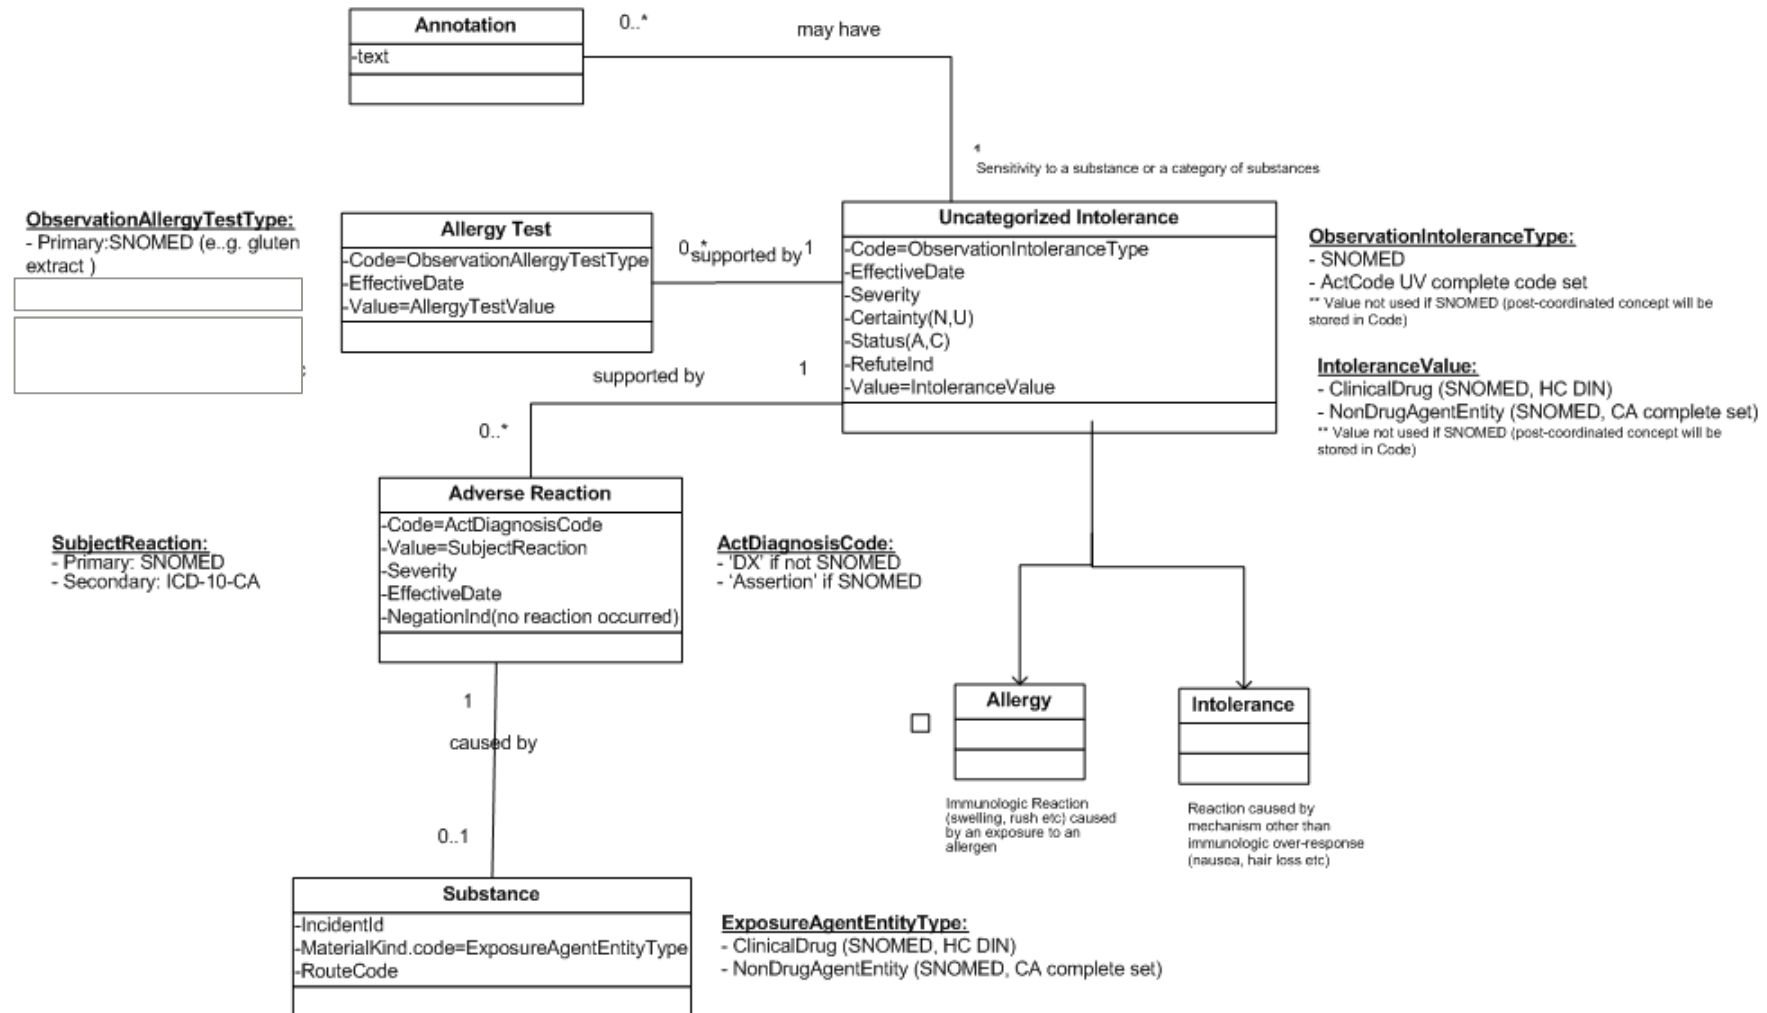 Annotation
-text
0..*
may have
1
Sensitivity to a substance or a category of substances
ObservationAllergyTestType:
- Primary:SNOMED (e..g. gluten
extract )
Allergy Test
-Code=ObservationAllergyTestType
-EffectiveDate
-Value=AllergyTestValue
0..*
supported by
1
Uncategorized Intolerance
-Code=ObservationIntoleranceType
-EffectiveDate
-Severity
-Certainty(N,U)
-Status(A,C)
-RefuteInd
-Value=IntoleranceValue
ObservationIntoleranceType:
- SNOMED
- ActCode UV complete code set
** Value not used if SNOMED (post-coordinated concept will be
stored in Code)
IntoleranceValue:
- ClinicalDrug (SNOMED, HC DIN)
- NonDrugAgentEntity (SNOMED, CA complete set)
** Value not used if SNOMED (post-coordinated concept will be
stored in Code)
supported by
1
0..*
Adverse Reaction
-Code=ActDiagnosisCode
-Value=SubjectReaction
-Severity
-EffectiveDate
-NegationInd(no reaction occurred)
SubjectReaction:
- Primary: SNOMED
- Secondary: ICD-10-CA
ActDiagnosisCode:
- 'DX' if not SNOMED
- 'Assertion' if SNOMED
1
caused by
0..1
Allergy
Immunologic Reaction
(swelling, rush etc) caused
by an exposure to an
allergen
Intolerance
Reaction caused by
mechanism other than
immunologic over-response
(nausea, hair loss etc)
Substance
-IncidentId
-MaterialKind.code=ExposureAgentEntityType
-RouteCode
ExposureAgentEntityType:
- ClinicalDrug (SNOMED, HC DIN)
- NonDrugAgentEntity (SNOMED, CA complete set)